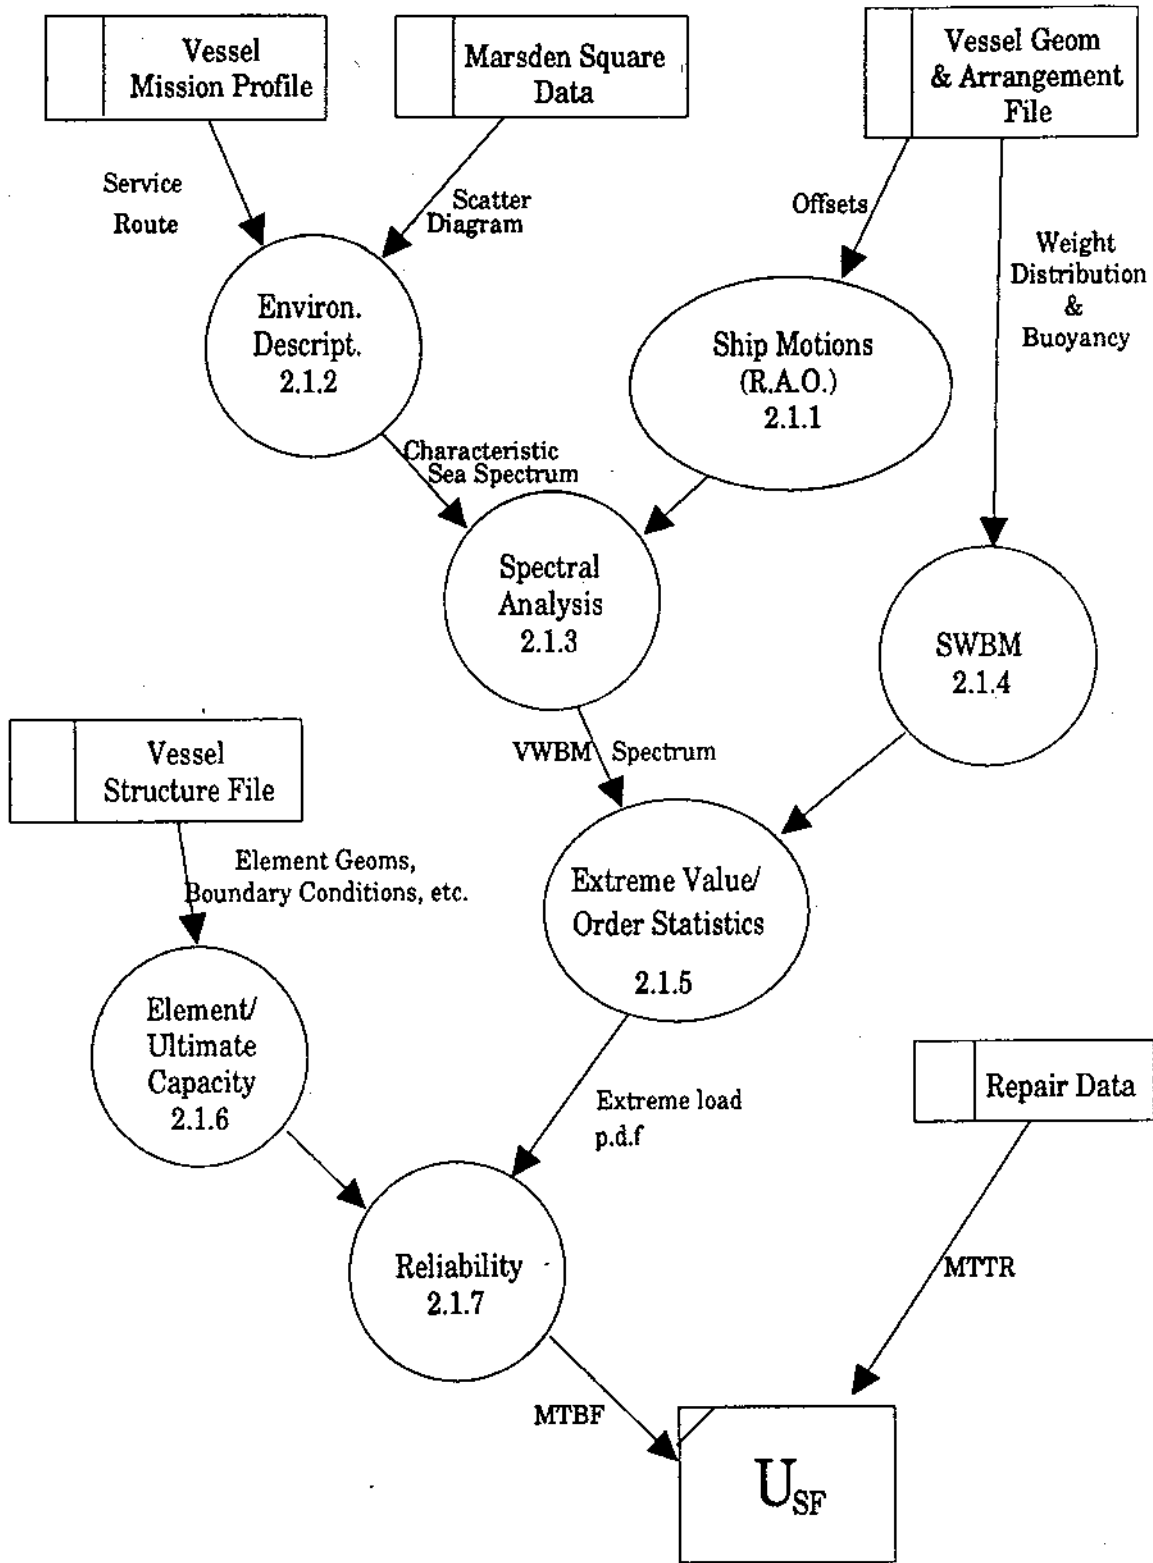 Vessel
Mission Profile
Marsden Square
Data
Vessel Geom
& Arrangement
File
Service
Route
Scatter
Diagram
Offsets
Weight
Distribution
&
Buoyancy
Environ.
Descript.
2.1.2
Ship Motions
(R.A.O.)
2.1.1
Characteristic
Sea Spectrum
Spectral
Analysis
2.1.3
SWBM
2.1.4
Vessel
Structure File
VWBM Spectrum
Element Geoms,
Boundary Conditions, etc.
Extreme Value/
Order Statistics
2.1.5
Element/
Ultimate
Capacity
2.1.6
Extreme load
p.d.f
Repair Data
Reliability
2.1.7
MTTR
MTBF
USF